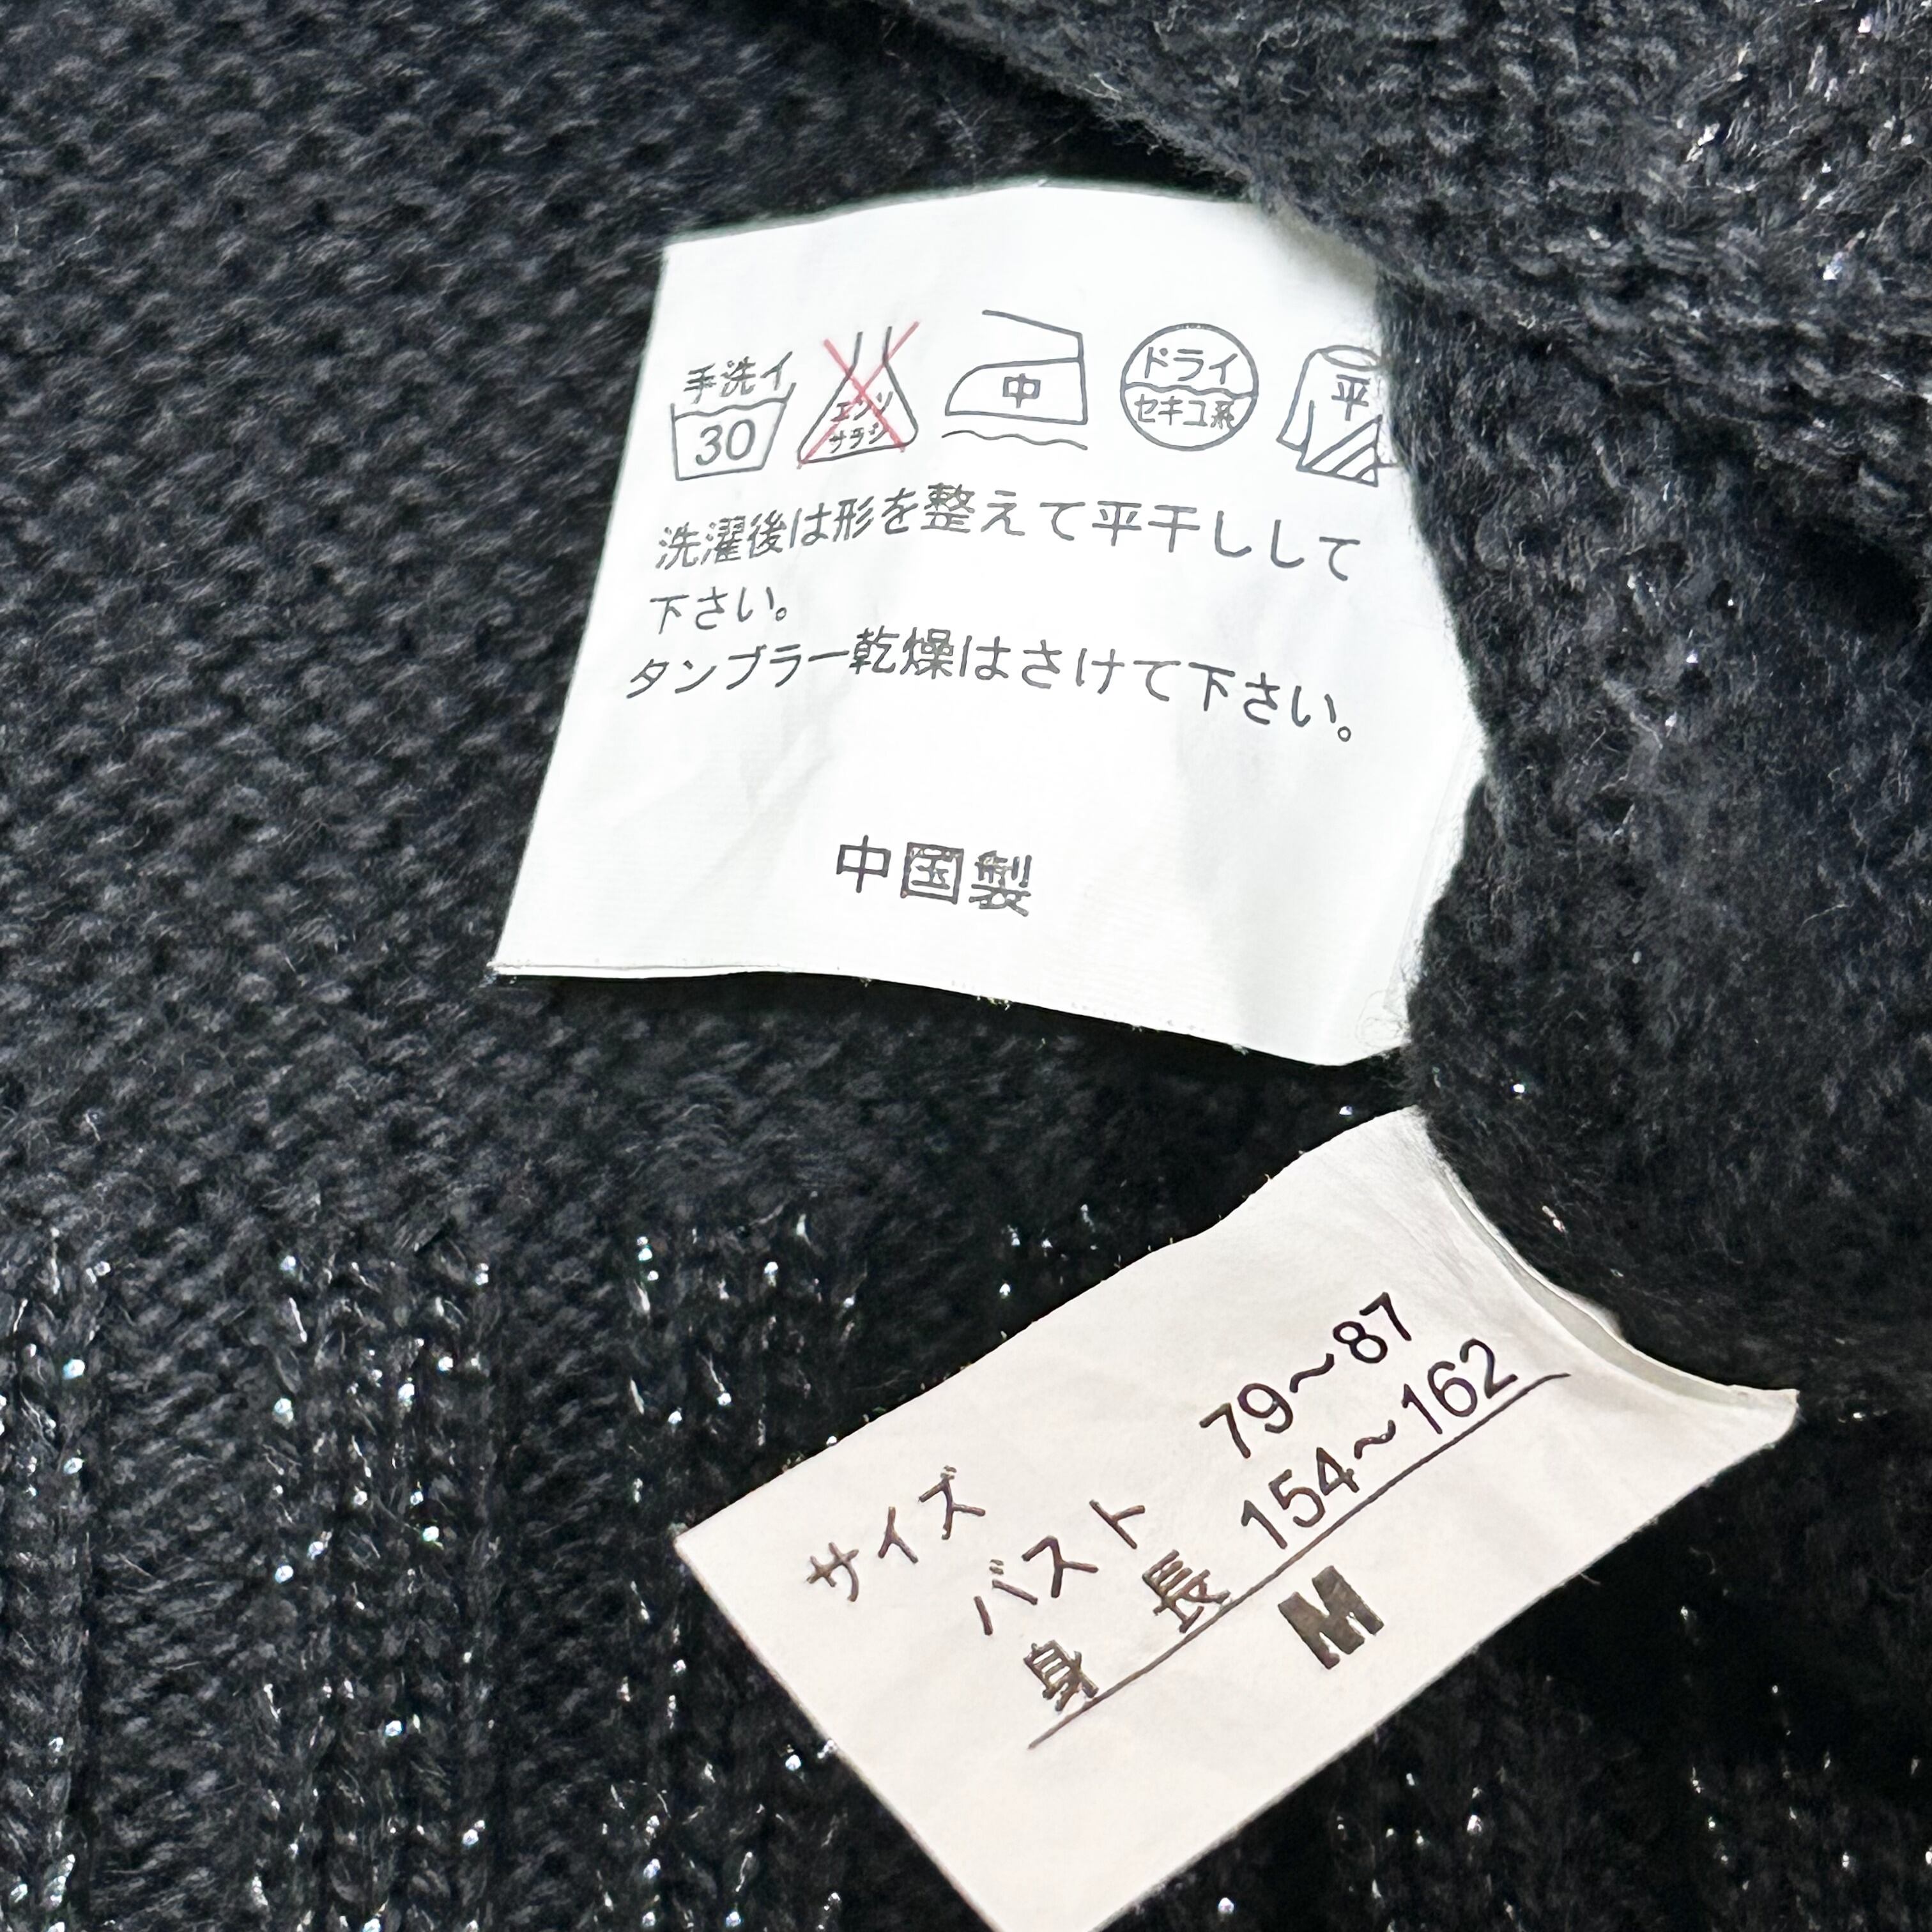 手洗イ
30
エンソ
サラシ
中
ドライ
セキユ系
平
洗濯後は形を整えて平干しして
下さい。
タンブラー乾燥はさけて下さい。
中国製
サイズ
バスト 79～87
身長 154～162
M